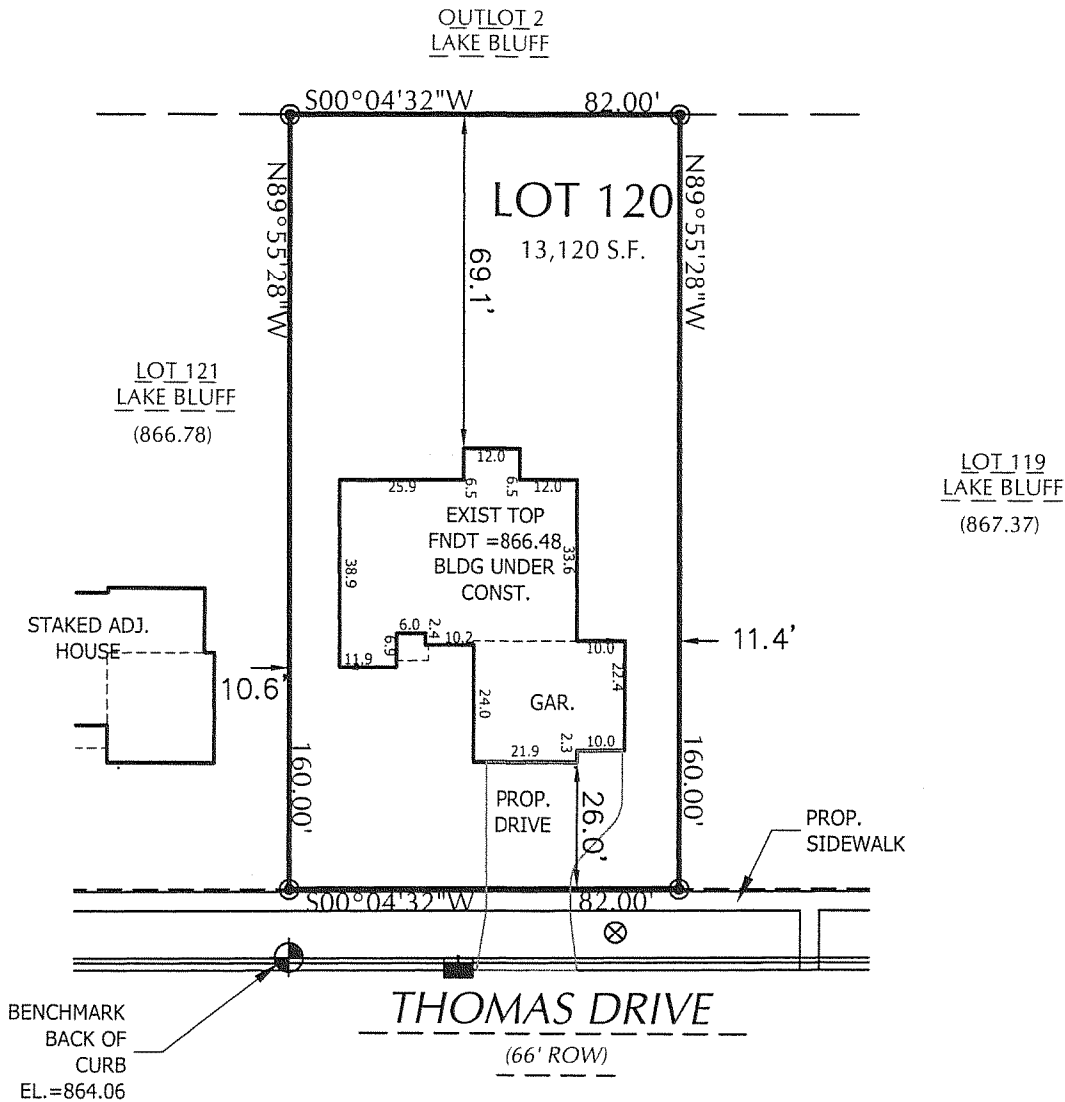 OUTLOT 2
LAKE BLUFF
S00°04'32"W
82.00'
N89°55'28"W
N89°55'28"W
LOT 120
13,120 S.F.
69.1'
LOT 121
LAKE BLUFF
(866.78)
LOT 119
LAKE BLUFF
(867.37)
12.0
25.9
6.5
6.5
12.0
EXIST TOP
FNDT =866.48
BLDG UNDER
CONST.
33.6
38.9
STAKED ADJ.
HOUSE
6.0
2.4
10.2
6.9
11.9
10.0
11.4'
10.6'
22.4
24.0
GAR.
2.3
10.0
21.9
160.00'
160.00'
PROP.
DRIVE
26.0'
PROP.
SIDEWALK
S00°04'32"W
82.00'
THOMAS DRIVE
(66' ROW)
BENCHMARK
BACK OF
CURB
EL.=864.06